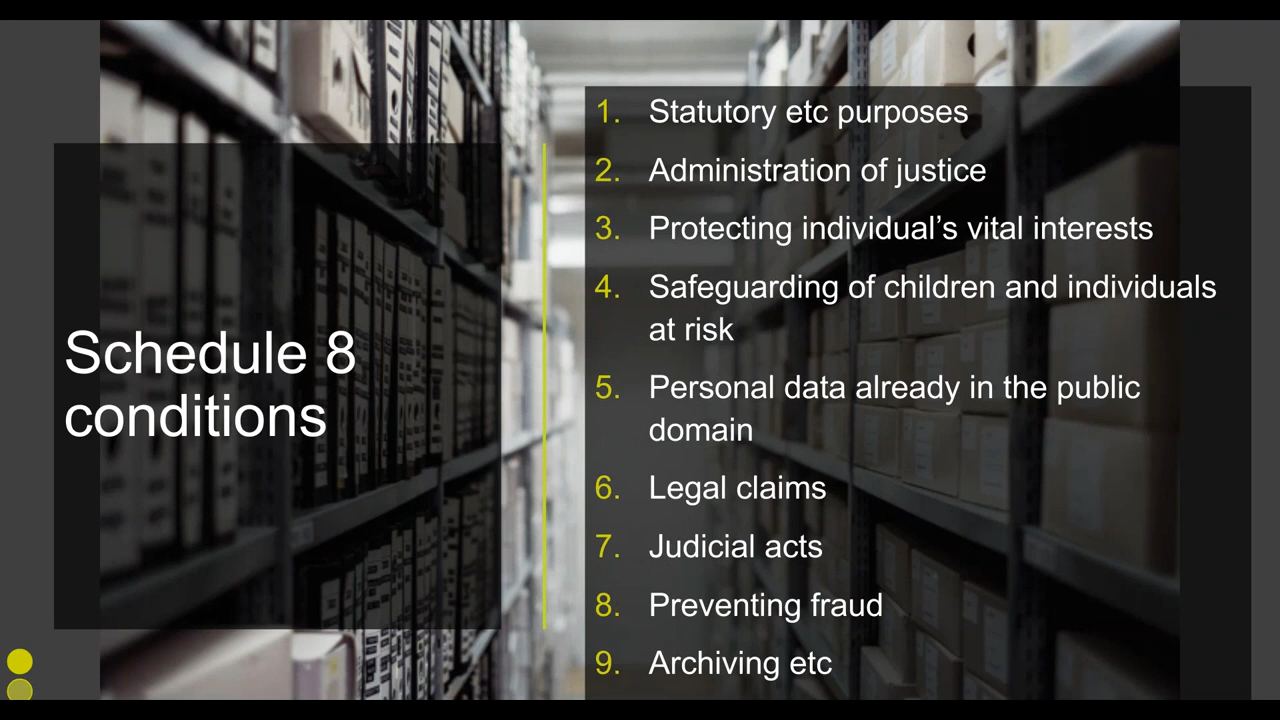 Schedule 8
conditions
1. Statutory etc purposes
2. Administration of justice
3. Protecting individual’s vital interests
4. Safeguarding of children and individuals
at risk
5. Personal data already in the public
domain
6. Legal claims
7. Judicial acts
8. Preventing fraud
9. Archiving etc